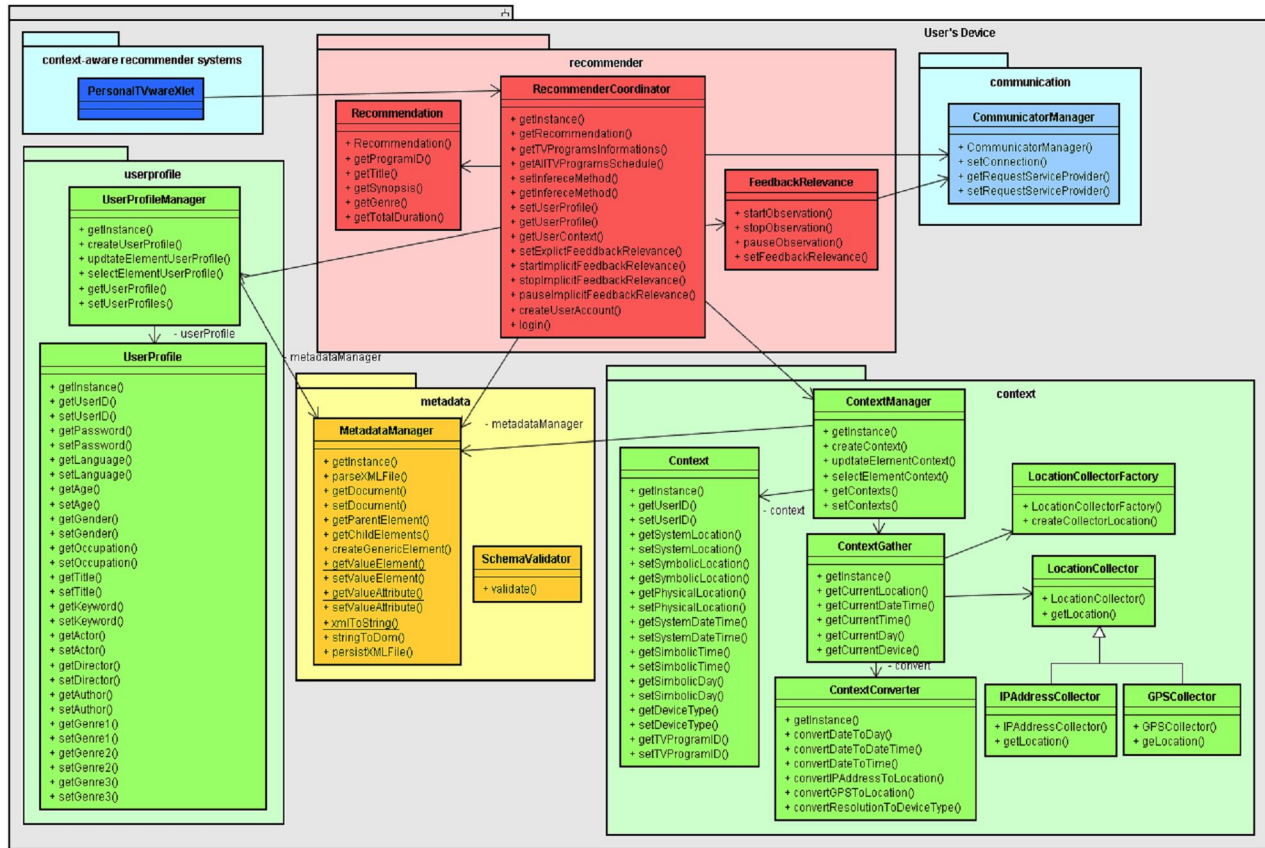 User's Device
context-aware recommender systems
PersonalTVwareXlet
recommender
RecommenderCoordinator
+ getInstance()
+ getRecommendation()
+ getTVProgramsInformations()
+ getAllTVProgramsSchedule()
+ setInfereceMethod()
+ getInfereceMethod()
+ setUserProfile()
+ getUserProfile()
+ getUserContext()
+ setExplictFeeddbackRelevance()
+ startImplicitFeedbackRelevance()
+ stopImplicitFeedbackRelevance()
+ pauseImplicitFeedbackRelevance()
+ createUserAccount()
+ login()
Recommendation
+ Recommendation()
+ getProgramID()
+ getTitle()
+ getSynopsis()
+ getGenre()
+ getTotalDuration()
FeedbackRelevance
+ startObservation()
+ stopObservation()
+ pauseObservation()
+ setFeedbackRelevance()
communication
CommunicatorManager
+ CommunicatorManager()
+ setConnection()
+ getRequestServiceProvider()
+ setRequestServiceProvider()
userprofile
UserProfileManager
+ getInstance()
+ createUserProfile()
+ updtateElementUserProfile()
+ selectElementUserProfile()
+ getUserProfile()
+ setUserProfiles()
- userProfile
UserProfile
+ getInstance()
+ getUserID()
+ setUserID()
+ getPassword()
+ setPassword()
+ getLanguage()
+ setLanguage()
+ getAge()
+ setAge()
+ getGender()
+ setGender()
+ getOccupation()
+ setOccupation()
+ getTitle()
+ setTitle()
+ getKeyword()
+ setKeyword()
+ getActor()
+ setActor()
+ getDirector()
+ setDirector()
+ getAuthor()
+ setAuthor()
+ getGenre1()
+ setGenre1()
+ getGenre2()
+ setGenre2()
+ getGenre3()
+ setGenre3()
- metadataManager
metadata
MetadataManager
+ getInstance()
+ parseXMLFile()
+ getDocument()
+ setDocument()
+ getParentElement()
+ getChildElements()
+ createGenericElement()
+ getValueElement()
+ setValueElement()
+ getValueAttribute()
+ setValueAttribute()
+ xmlToString()
+ stringToDom()
+ persistXMLFile()
SchemaValidator
+ validate()
- metadataManager
context
ContextManager
+ getInstance()
+ createContext()
+ updtateElementContext()
+ selectElementContext()
+ getContexts()
+ setContexts()
- context
Context
+ getInstance()
+ getUserID()
+ setUserID()
+ getSystemLocation()
+ setSystemLocation()
+ setSymbolicLocation()
+ getSymbolicLocation()
+ getPhysicalLocation()
+ setPhysicalLocation()
+ getSystemDateTime()
+ setSystemDateTime()
+ getSimbolicTime()
+ setSimbolicTime()
+ getSimbolicDay()
+ setSimbolicDay()
+ getDeviceType()
+ setDeviceType()
+ getTVProgramID()
+ setTVProgramID()
ContextGather
+ getInstance()
+ getCurrentLocation()
+ getCurrentDateTime()
+ getCurrentTime()
+ getCurrentDay()
+ getCurrentDevice()
- convert
ContextConverter
+ getInstance()
+ convertDateToDay()
+ convertDateToDateTime()
+ convertDateToTime()
+ convertIPAddressToLocation()
+ convertGPSToLocation()
+ convertResolutionToDeviceType()
LocationCollectorFactory
+ LocationCollectorFactory()
+ createCollectorLocation()
LocationCollector
+ LocationCollector()
+ getLocation()
IPAddressCollector
+ IPAddressCollector()
+ getLocation()
GPSCollector
+ GPSCollector()
+ geLocation()